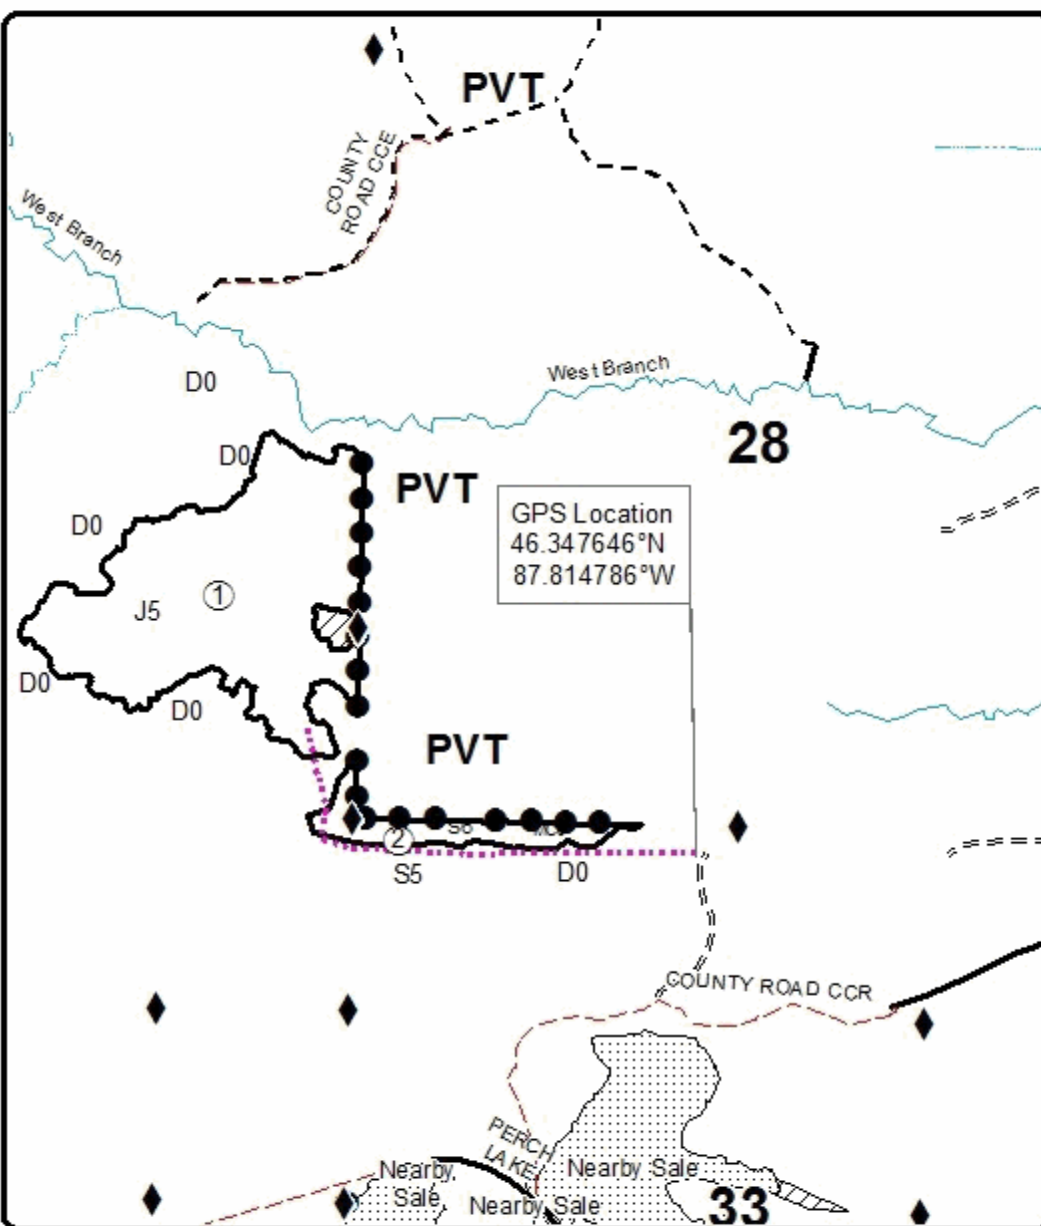 PVT
COUNTY
ROAD CCE
West Branch
West Branch
D0
28
D0
PVT
GPS Location
46.347646°N
87.814786°W
D0
1
J5
D0
D0
PVT
2
S5
D0
COUNTY ROAD CCR
PERCH
LAKE
Nearby
Sale
Nearby Sale
Nearby Sale
33